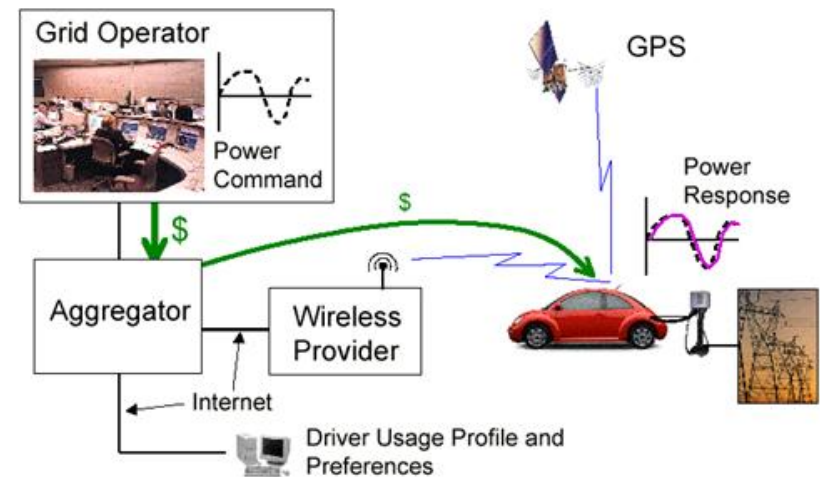 Grid Operator
Power
Command
GPS
Power
Response
$
$
Aggregator
Wireless
Provider
Internet
Driver Usage Profile and
Preferences